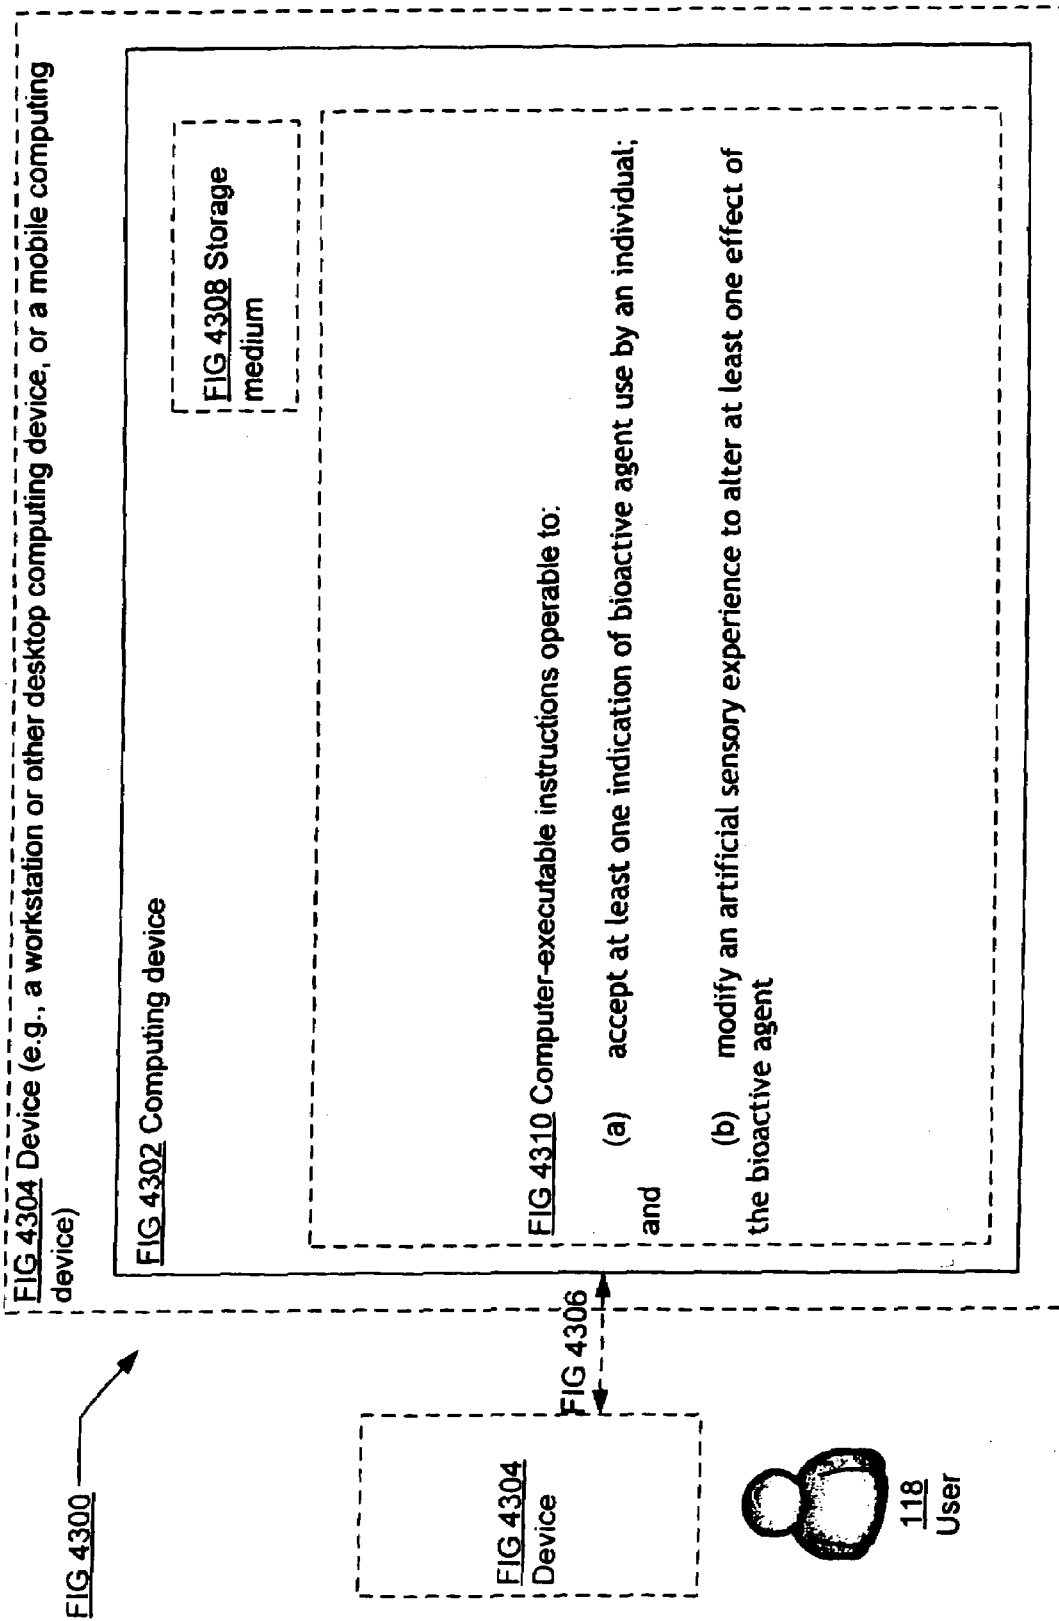 FIG 4300
FIG 4304 Device (e.g., a workstation or other desktop computing device, or a mobile computing
device)
FIG 4302 Computing device
FIG 4308 Storage
medium
FIG 4304
Device
FIG 4306
FIG 4310 Computer-executable instructions operable to:
(a) accept at least one indication of bioactive agent use by an individual;
and
(b) modify an artificial sensory experience to alter at least one effect of
the bioactive agent
118
User